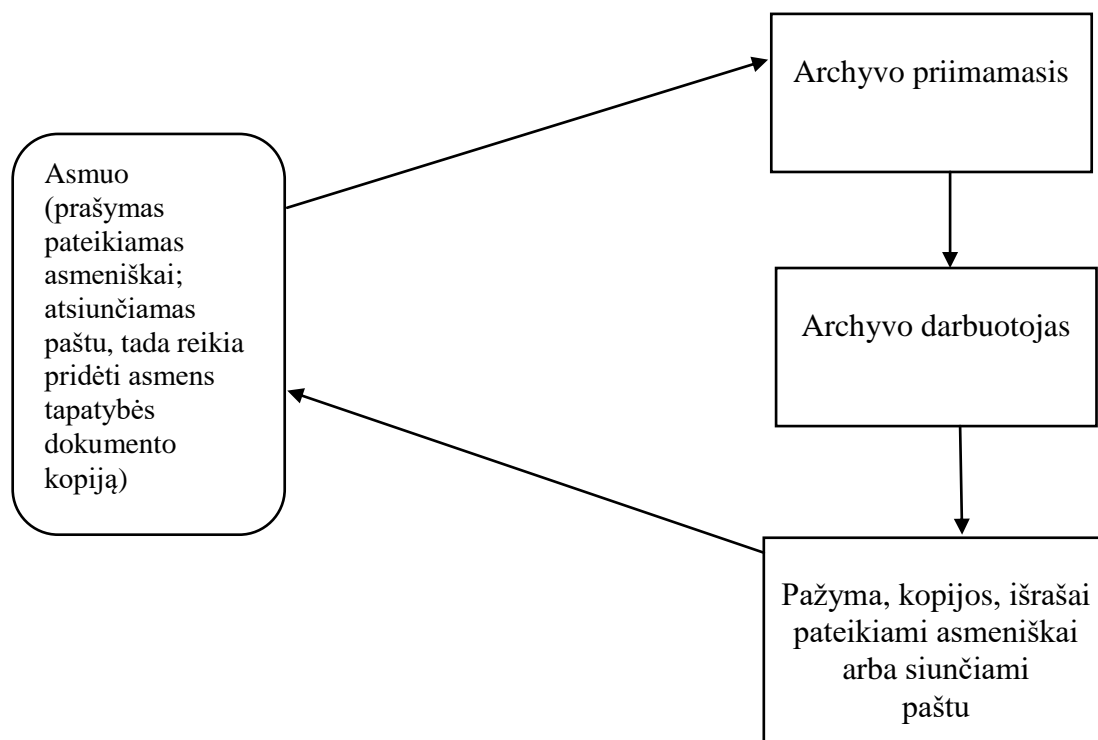 Archyvo priimamasis
Asmuo
(prašymas
pateikiamas
asmeniškai;
atsiunčiamas
paštu, tada reikia
pridėti asmens
tapatybės
dokumento
kopiją)
Archyvo darbuotojas
Pažyma, kopijos, išrašai
pateikiami asmeniškai
arba siunčiami
paštu